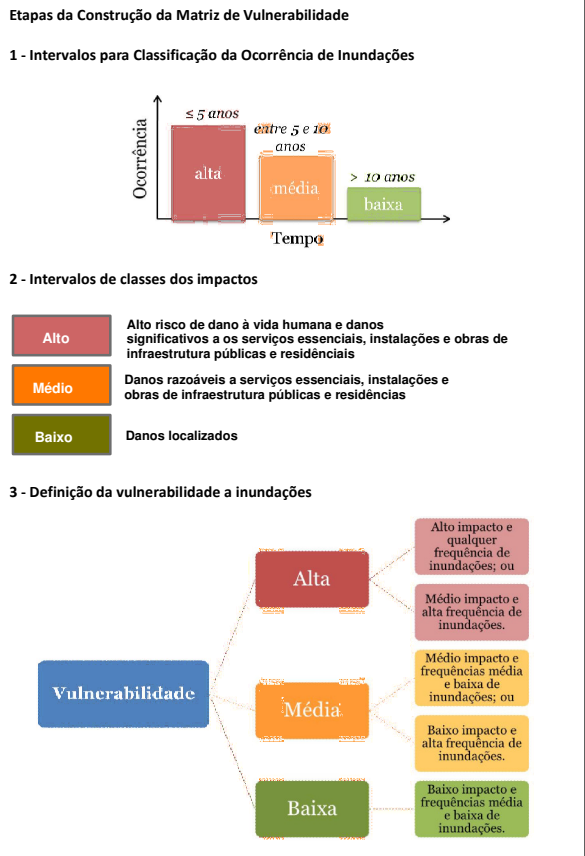 Etapas da Construção da Matriz de Vulnerabilidade
1 - Intervalos para Classificação da Ocorrência de Inundações
Ocorrência
≤ 5 anos
alta
entre 5 e 10
anos
média
> 10 anos
baixa
Tempo
2 - Intervalos de classes dos impactos
Alto
Alto risco de dano à vida humana e danos
significativos a os serviços essenciais, instalações e obras de
infraestrutura públicas e residênciais
Médio
Danos razoáveis a serviços essenciais, instalações e
obras de infraestrutura públicas e residências
Baixo
Danos localizados
3 - Definição da vulnerabilidade a inundações
Vulnerabilidade
Alta
Alto impacto e
qualquer
frequência de
inundações; ou
Médio impacto e
alta frequência de
inundações.
Média
Médio impacto e
frequências média
e baixa de
inundações; ou
Baixo impacto e
alta frequência de
inundações.
Baixa
Baixo impacto e
frequências média
e baixa de
inundações.